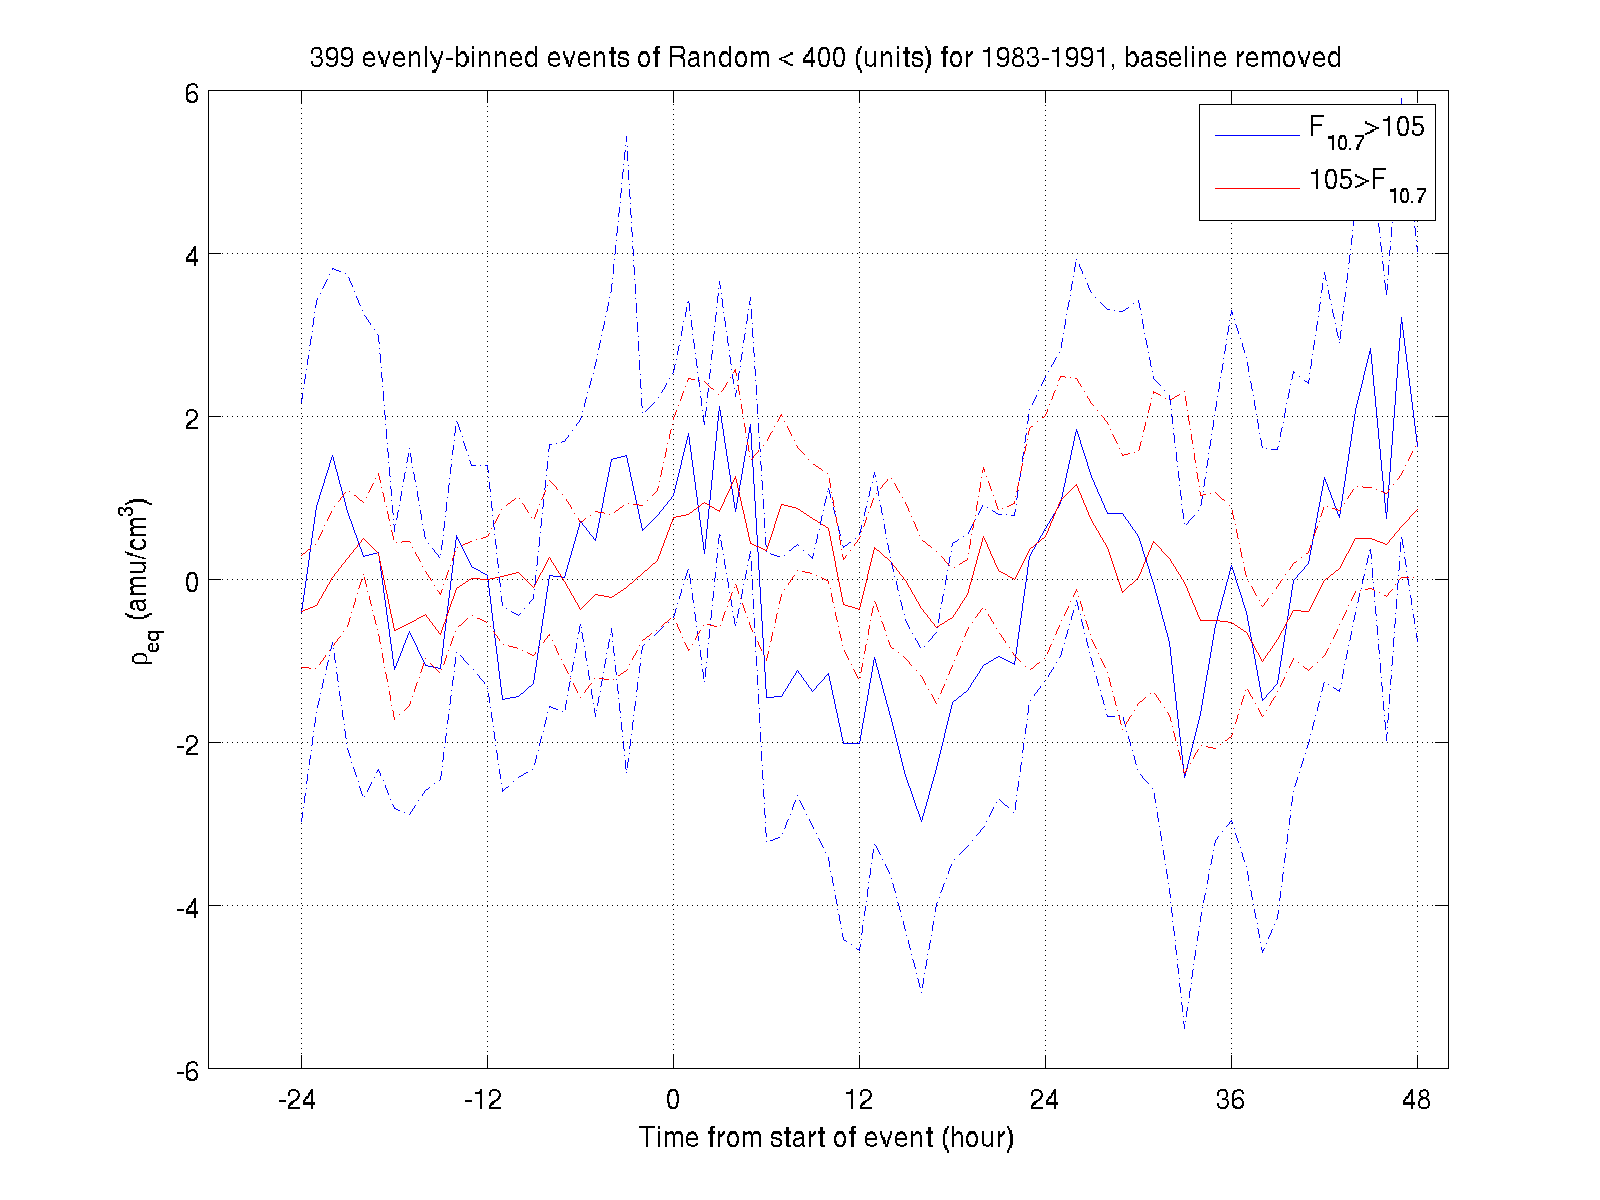 399 evenly-binned events of Random < 400 (units) for 1983-1991, baseline removed
F10.7>105
105>F10.7
6
4
2
0
-2
-4
-6
ρeq (amu/cm3)
-24 -12 0 12 24 36 48
Time from start of event (hour)